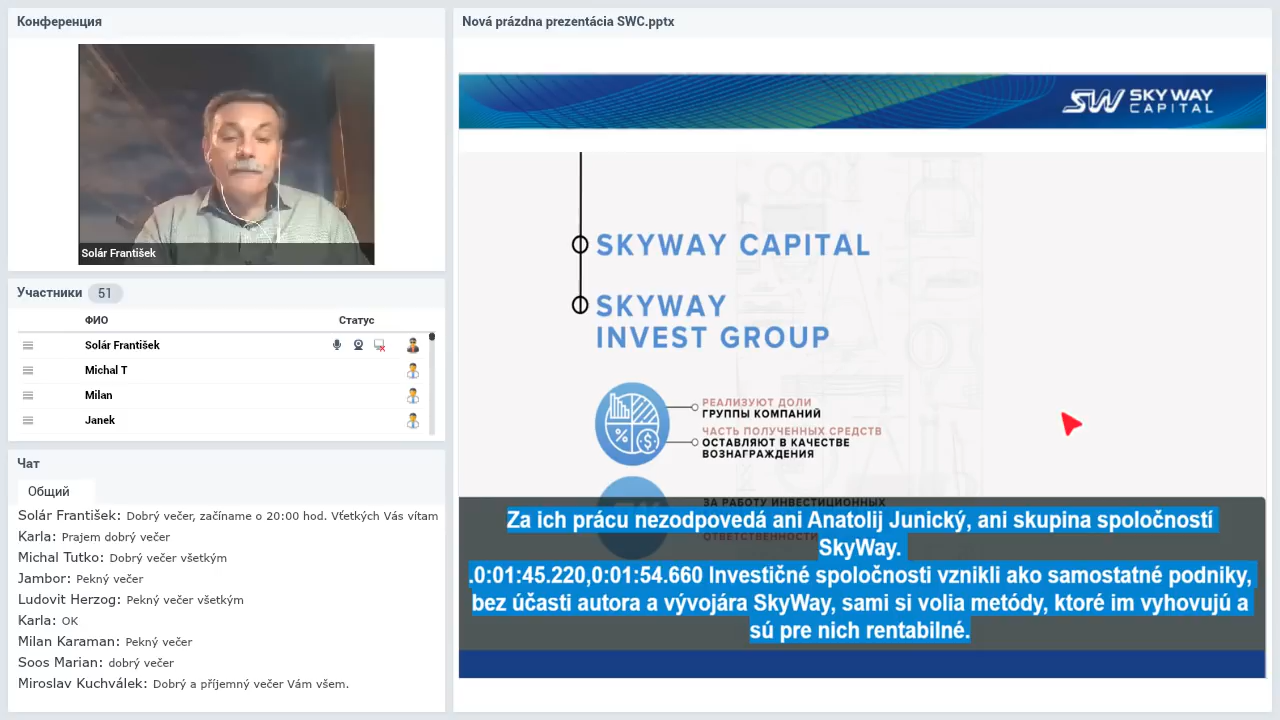 Конференция
Solár František
Участники 51
ФИО Статус
Solár František
Michal T
Milan
Janek
Чат
Общий
Solár František: Dobrý večer, začíname o 20:00 hod. Vťetkých Vás vítam
Karla: Prajem dobrý večer
Michal Tutko: Dobrý večer všetkým
Jambor: Pekný večer
Ludovit Herzog: Pekný večer všetkým
Karla: OK
Milan Karaman: Pekný večer
Soos Marian: dobrý večer
Miroslav Kuchválek: Dobrý a příjemný večer Vám všem.
Nová prázdna prezentácia SWC.pptx
SW SKY WAY
CAPITAL
SKYWAY CAPITAL
SKYWAY
INVEST GROUP
РЕАЛИЗУЮТ ДОЛИ
ГРУППЫ КОМПАНИЙ
ЧАСТЬ ПОЛУЧЕННЫХ СРЕДСТВ
ОСТАВЛЯЮТ В КАЧЕСТВЕ
ВОЗНАГРАЖДЕНИЯ
ЗА РАБОТУ ИНВЕСТИЦИОННЫХ
ОТВЕТСТВЕННОСТИ
Za ich prácu nezodpovedá ani Anatolij Junický, ani skupina spoločností
SkyWay.
.0:01:45.220,0:01:54.660 Investičné spoločnosti vznikli ako samostatné podniky,
bez účasti autora a vývojára SkyWay, sami si volia metódy, ktoré im vyhovujú a
sú pre nich rentabilné.